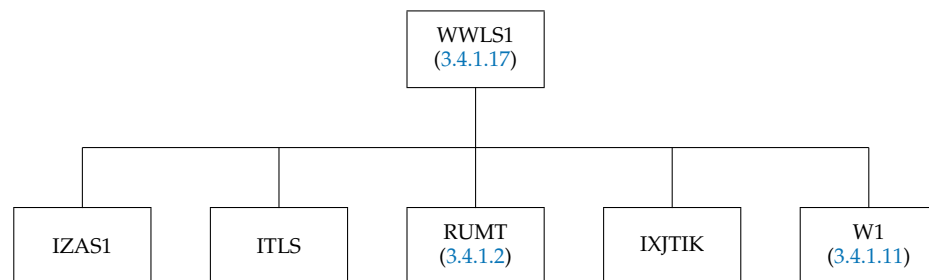 WWLS1
(3.4.1.17)
IZAS1
ITLS
RUMT
(3.4.1.2)
IXJTIK
W1
(3.4.1.11)